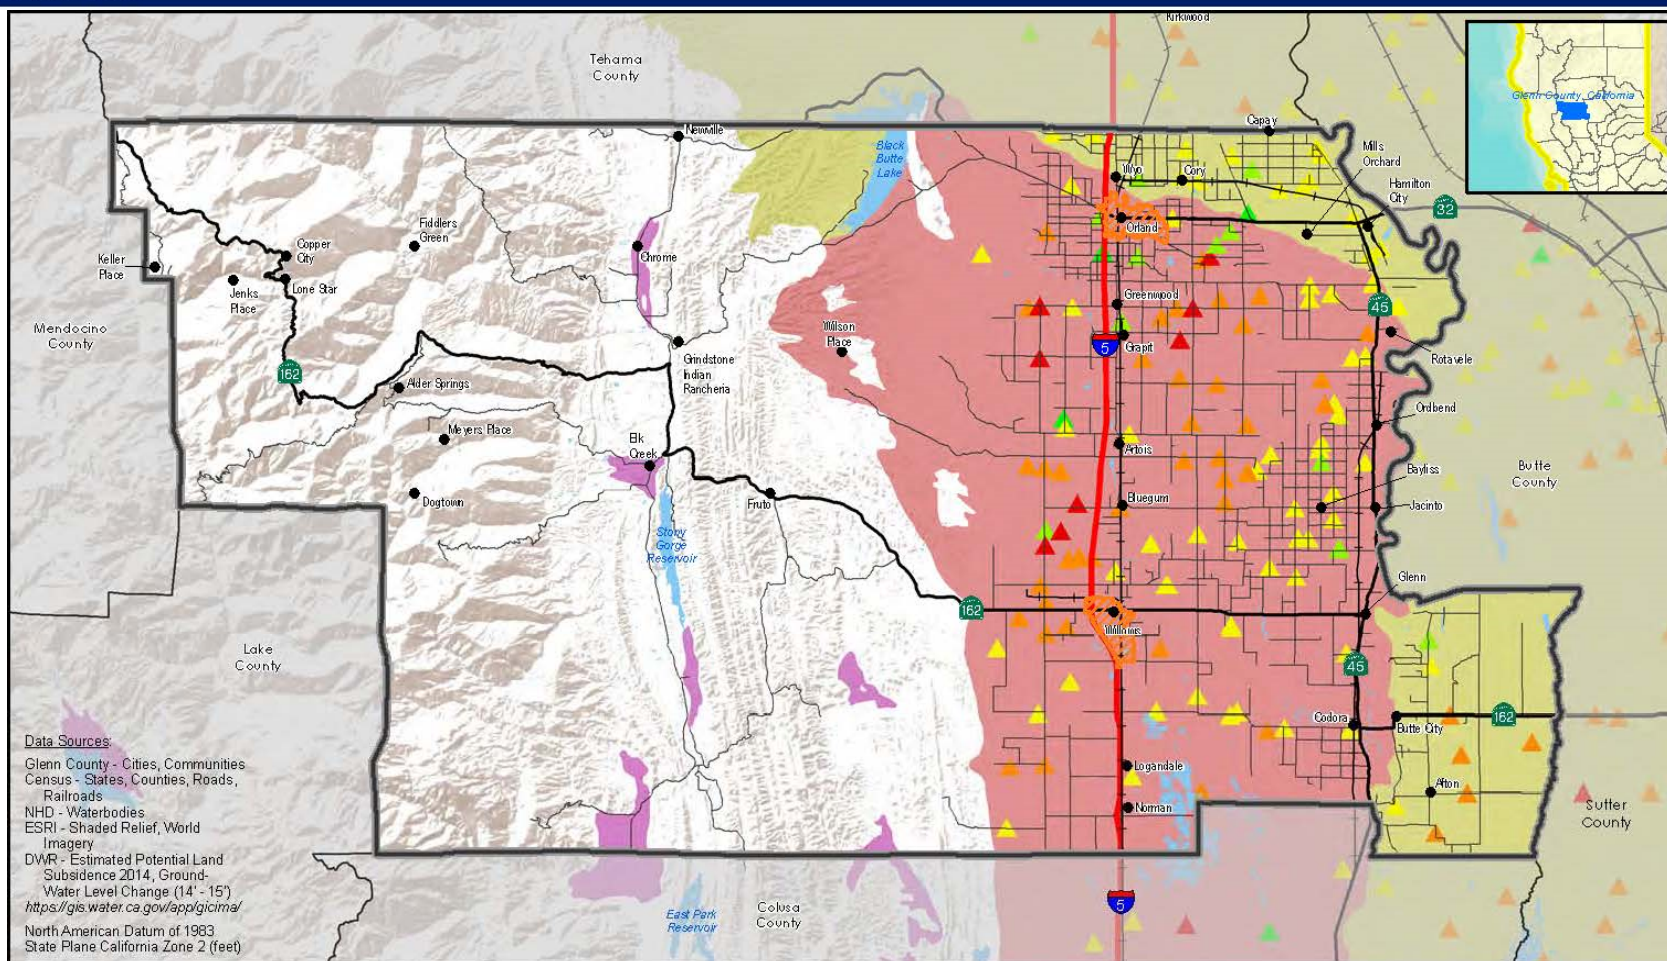 Kirkwood
Tehama
County
Glenn County, California
Newville
Capay
Black
Butte
Lake
Mills
Orchard
Wyo
Cory
Hamilton
City
32
Orland
Fiddlers
Green
Copper
City
Chrome
Keller
Place
Jenks
Place
Lone Star
Greenwood
45
Mendocino
County
Wilson
Place
5
Grapit
Rotavele
Grindstone
Indian
Rancheria
162
Alder Springs
Ordbend
Meyers Place
Elk
Creek
Artois
Bayliss
Butte
County
Dogtown
Fruto
Bluegum
Jacinto
Stony
Gorge
Reservoir
Glenn
162
Willows
Lake
County
45
Codora
Butte City
162
Data Sources:
Glenn County - Cities, Communities
Census - States, Counties, Roads,
Railroads
NHD - Waterbodies
ESRI - Shaded Relief, World
Imagery
DWR - Estimated Potential Land
Subsidence 2014, Ground-
Water Level Change (14' - 15')
https://gis.water.ca.gov/app/gicima/
North American Datum of 1983
State Plane California Zone 2 (feet)
Logandale
Afton
Norman
Sutter
County
East Park
Reservoir
Colusa
County
5